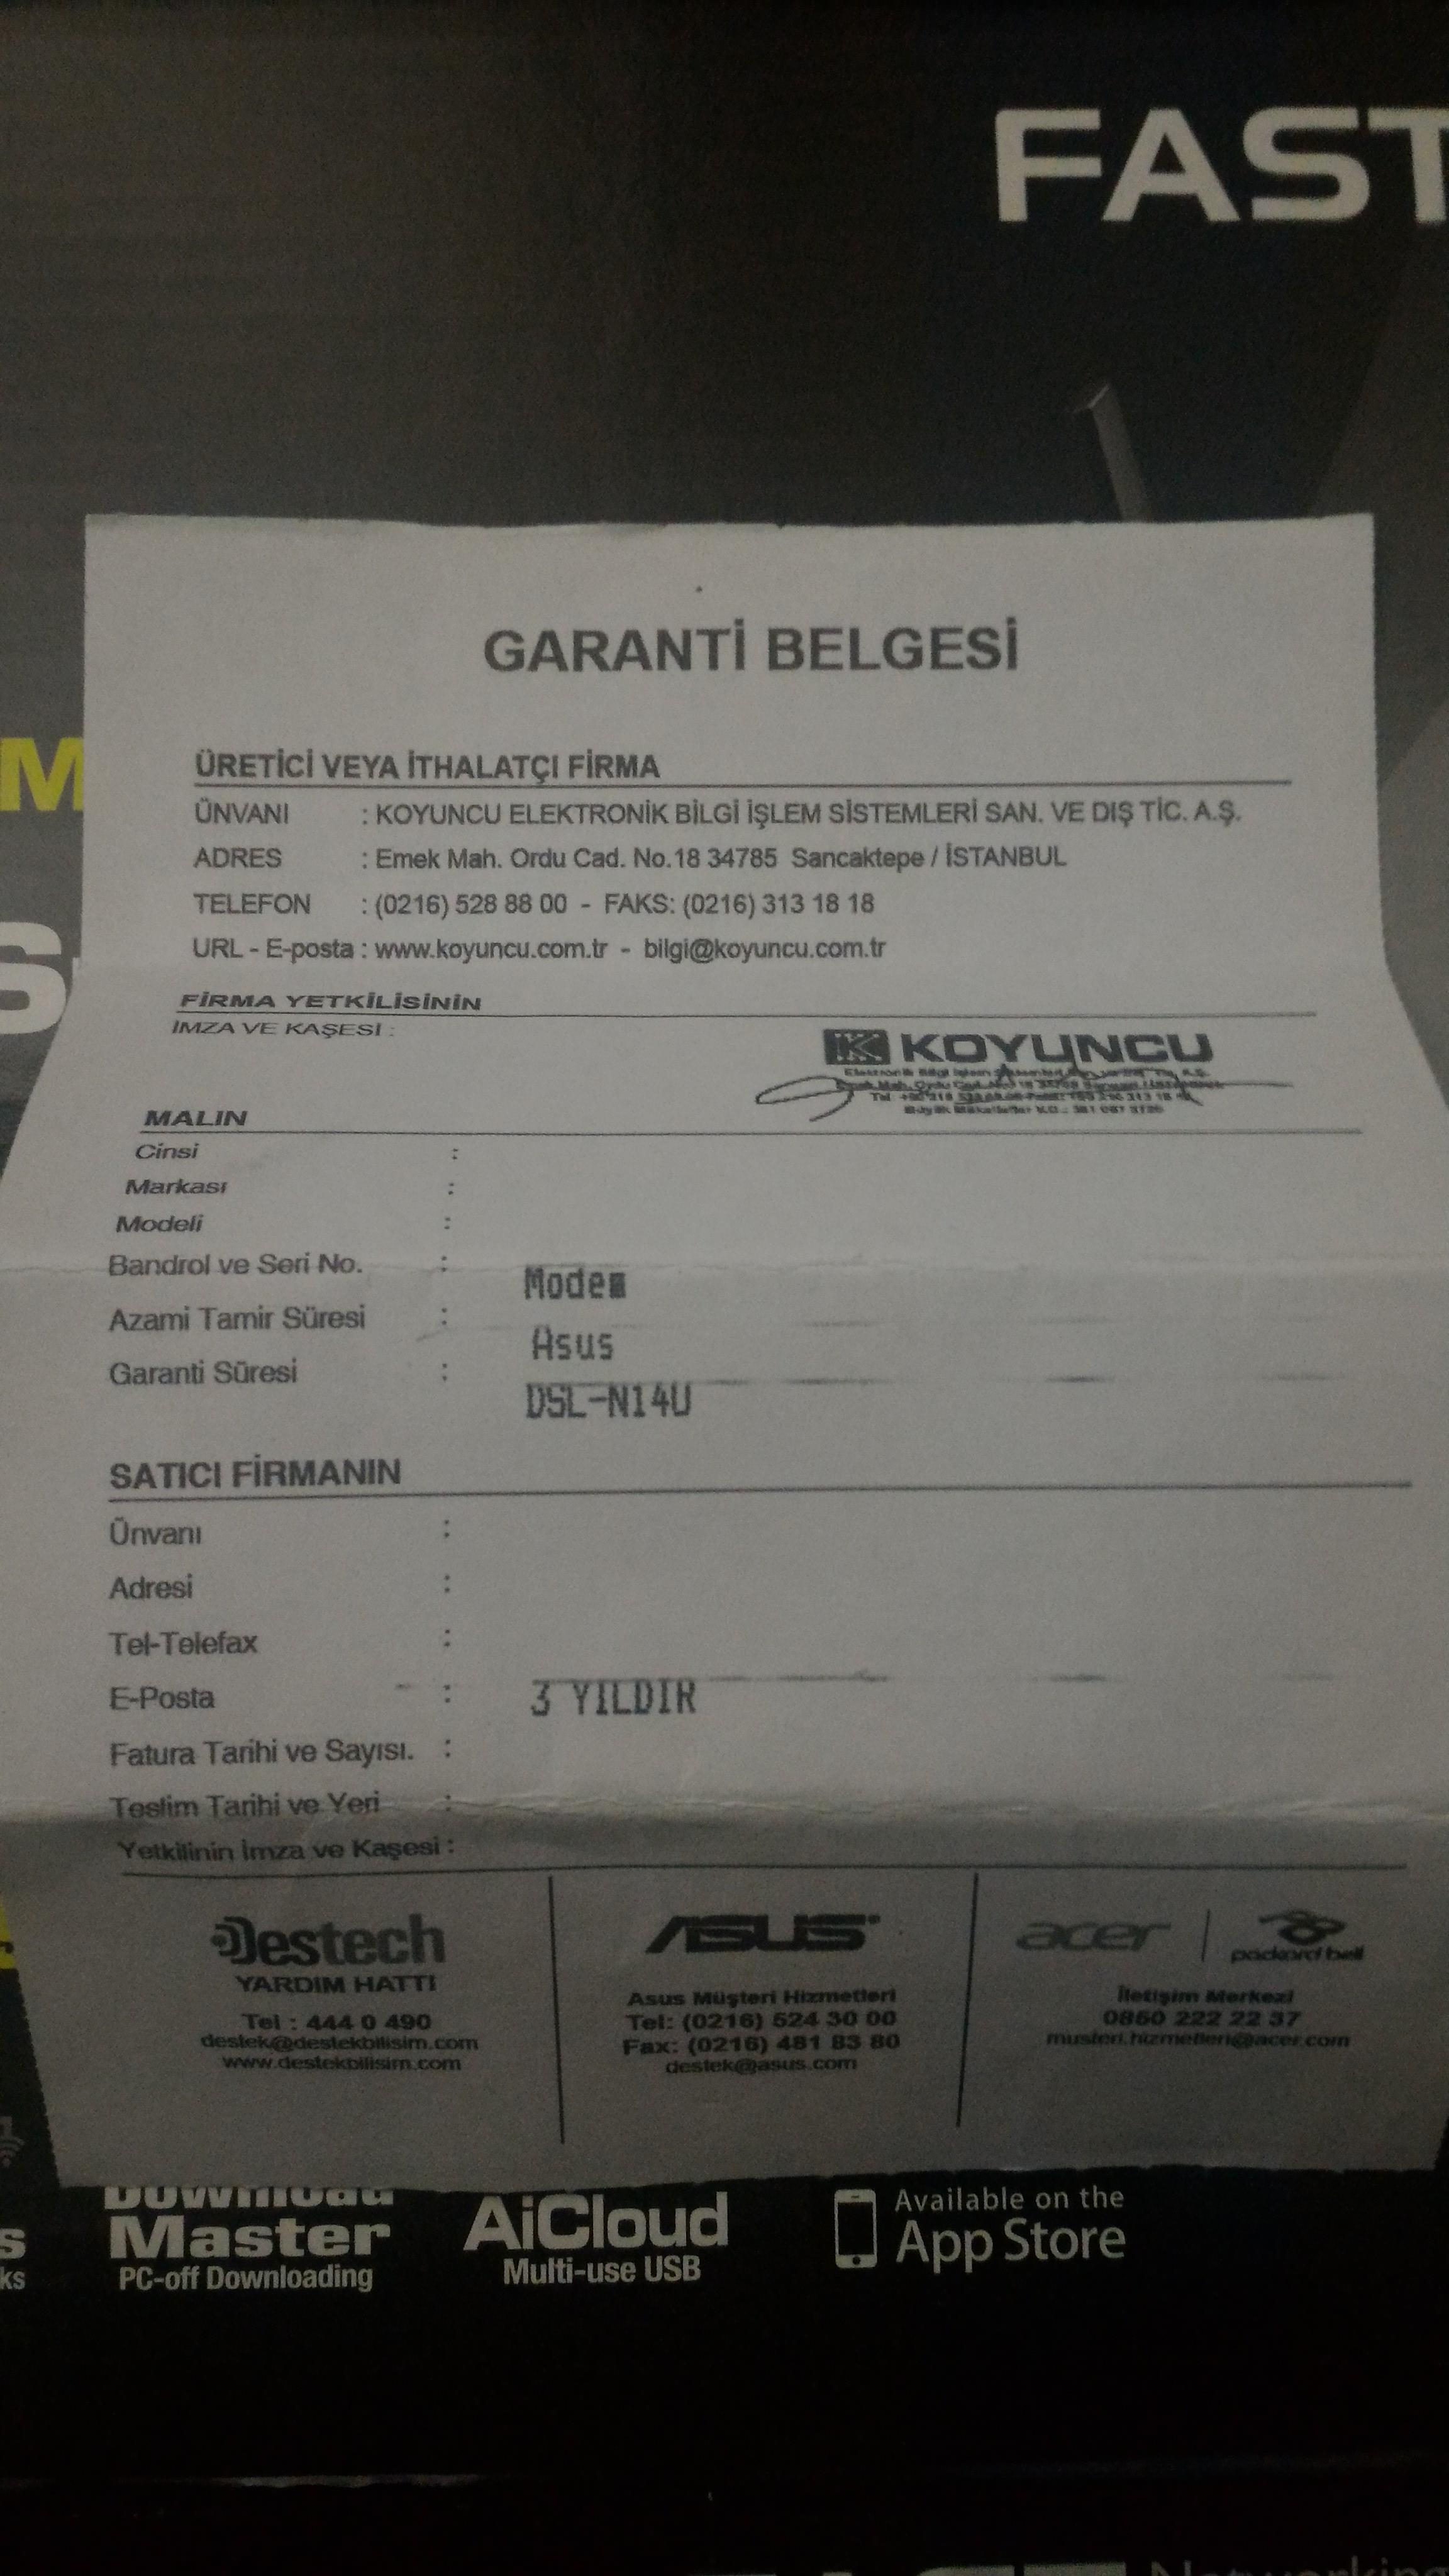 FAST
M
S
GARANTİ BELGESİ
ÜRETİCİ VEYA İTHALATÇI FİRMA
ÜNVANI : KOYUNCU ELEKTRONİK BİLGİ İŞLEM SİSTEMLERİ SAN. VE DIŞ TİC. A.Ş.
ADRES : Emek Mah. Ordu Cad. No.18 34785 Sancaktepe / İSTANBUL
TELEFON : (0216) 528 88 00 - FAKS: (0216) 313 18 18
URL - E-posta : www.koyuncu.com.tr - bilgi@koyuncu.com.tr
FİRMA YETKİLİSİNİN
İMZA VE KAŞESİ :
K KOYUNCU
MALIN
Cinsi :
Markası :
Modeli :
Bandrol ve Seri No. :
Modem
Azami Tamir Süresi :
Asus
Garanti Süresi :
DSL-N14U
SATICI FİRMANIN
Ünvanı :
Adresi :
Tel-Telefax :
E-Posta : 3 YILDIR
Fatura Tarihi ve Sayısı. :
Teslim Tarihi ve Yeri :
Yetkilinin İmza ve Kaşesi :
Destech
YARDIM HATTI
Tel : 444 0 490
destek@destekbilisim.com
www.destekbilisim.com
ASUS
Asus Müşteri Hizmetleri
Tel: (0216) 524 30 00
Fax: (0216) 481 83 80
destek@asus.com
acer | packard bell
İletişim Merkezi
0850 222 22 37
musteri.hizmetleri@acer.com
Download
Master
PC-off Downloading
AiCloud
Multi-use USB
Available on the
App Store
s
ks